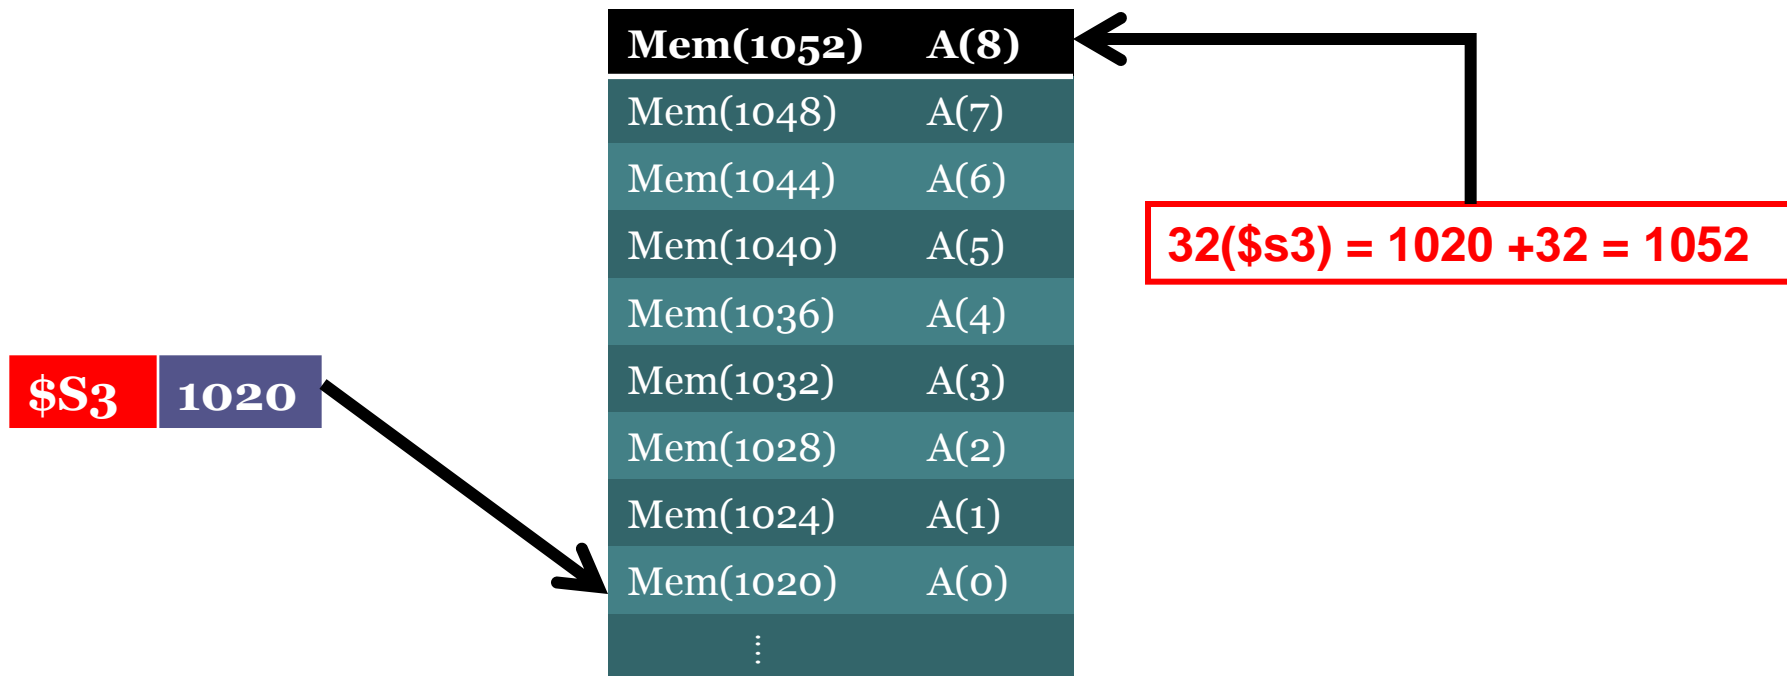 Mem(1052) A(8)
Mem(1048) A(7)
Mem(1044) A(6)
Mem(1040) A(5)
Mem(1036) A(4)
Mem(1032) A(3)
Mem(1028) A(2)
Mem(1024) A(1)
Mem(1020) A(0)
⋮
$S3 1020
32($s3) = 1020 +32 = 1052